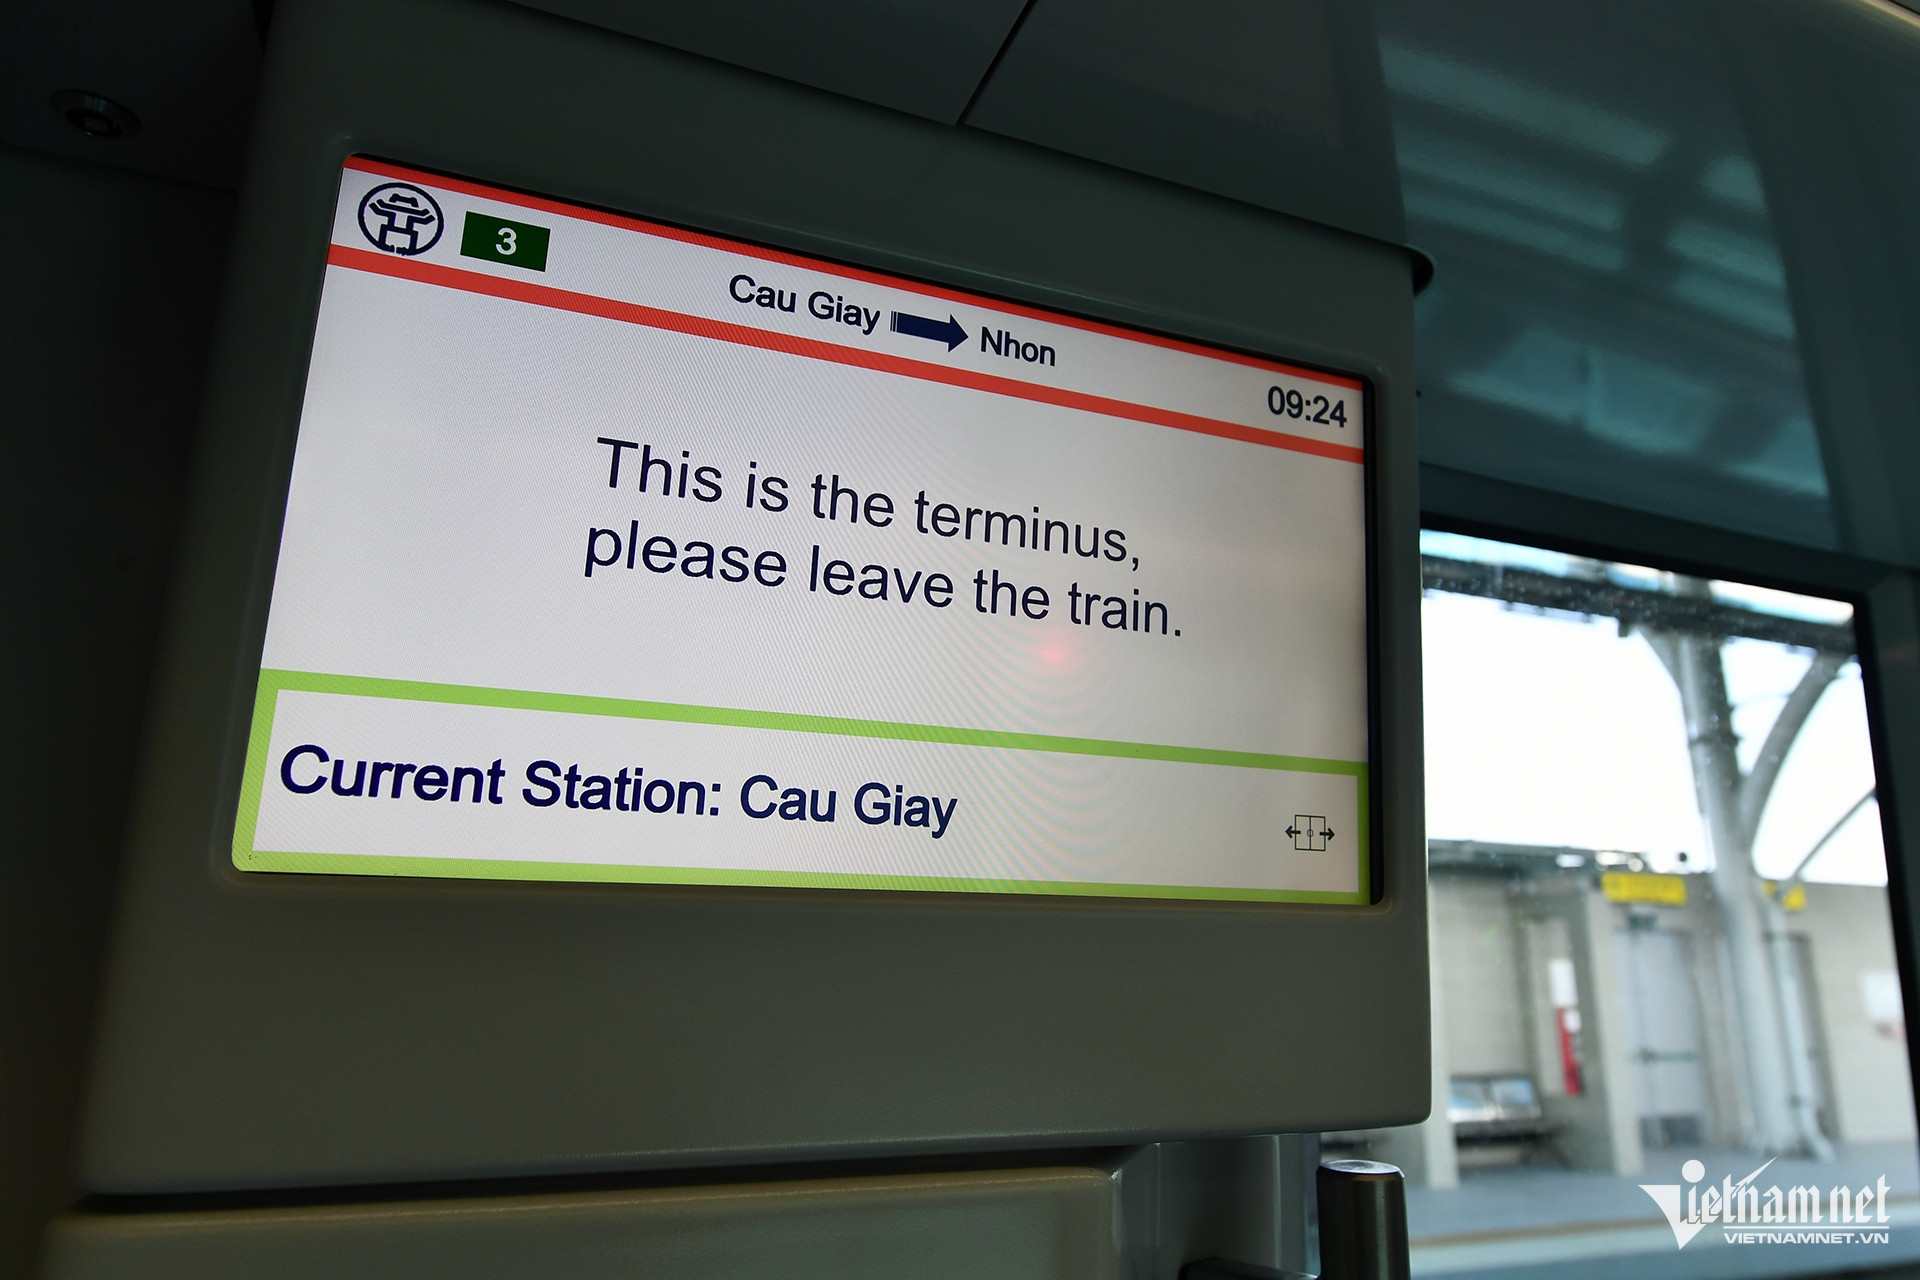 3
Cau Giay Nhon
09:24
This is the terminus,
please leave the train.
Current Station: Cau Giay
Vietnamnet
VIETNAMNET.VN